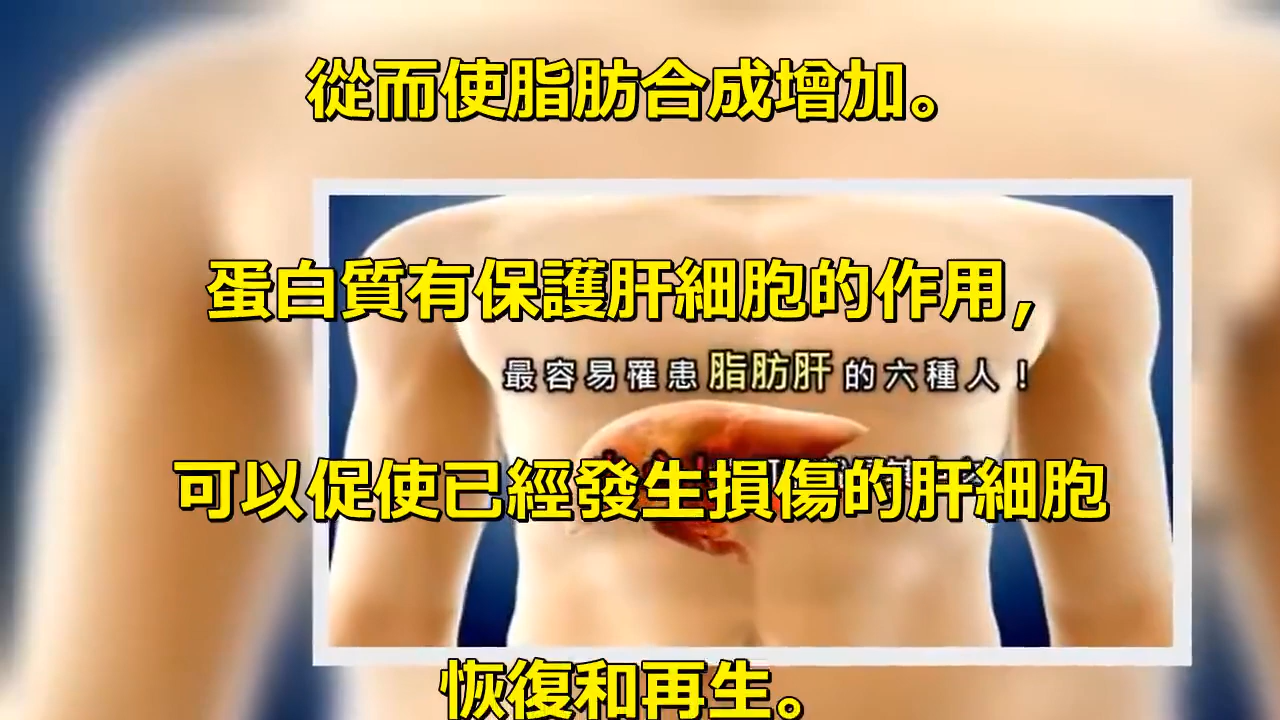 從而使脂肪合成增加。
蛋白質有保護肝細胞的作用，
最容易罹患脂肪肝的六種人！
可以促使已經發生損傷的肝細胞
恢復和再生。